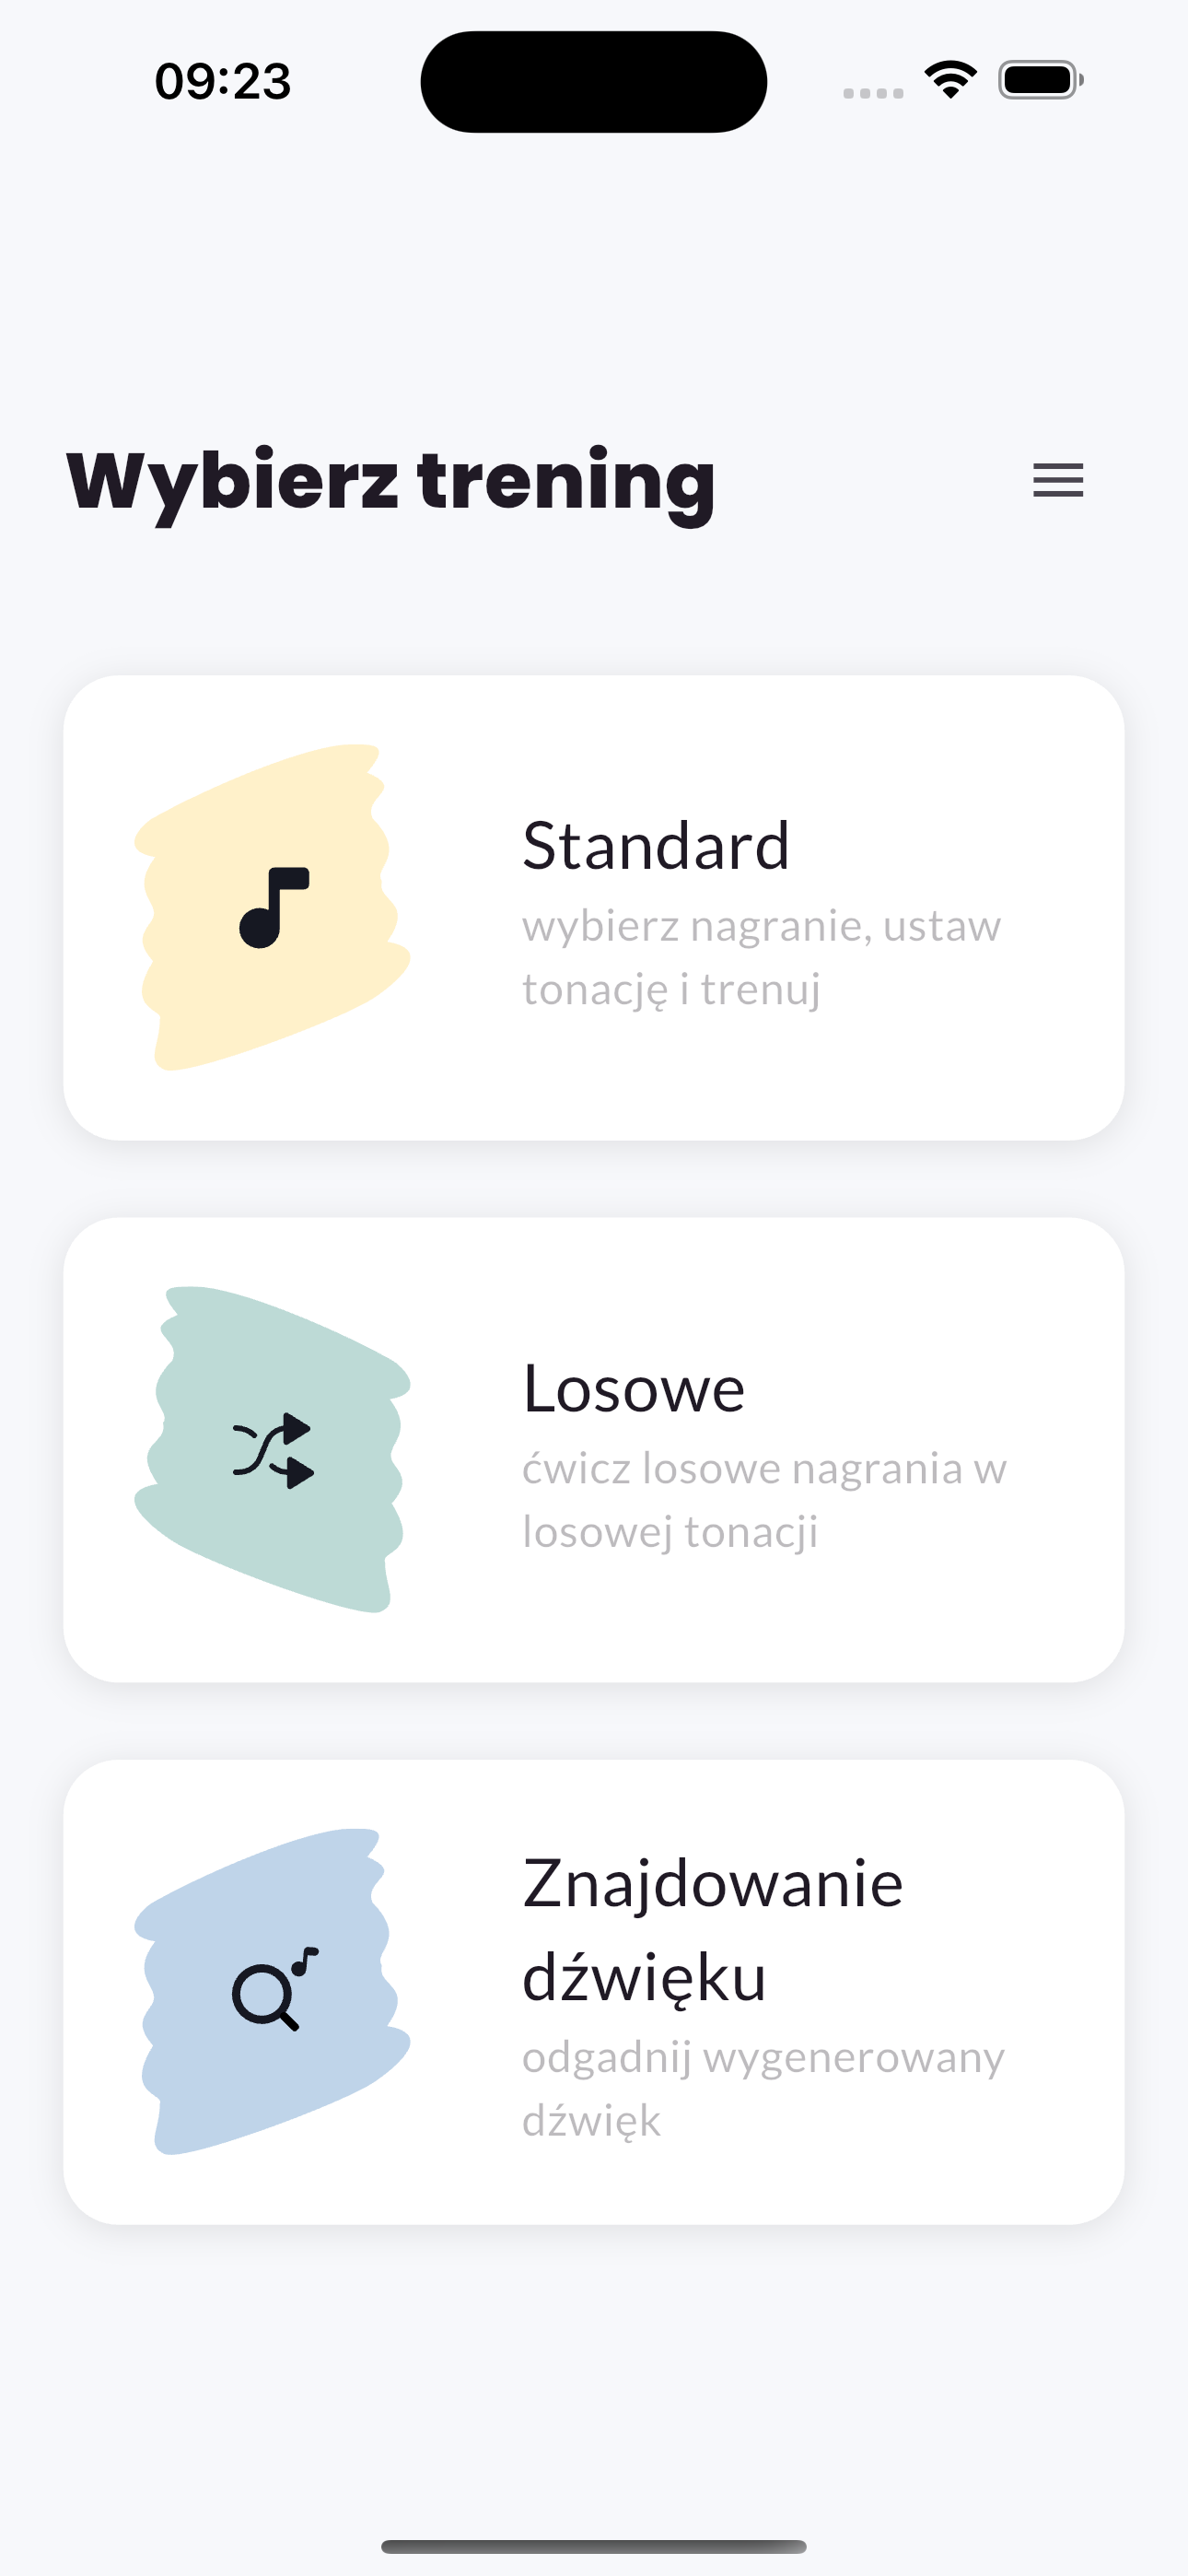 09:23
Wybierz trening
Standard
wybierz nagranie, ustaw
tonację i trenuj
Losowe
ćwicz losowe nagrania w
losowej tonacji
Znajdowanie
dźwięku
odgadnij wygenerowany
dźwięk